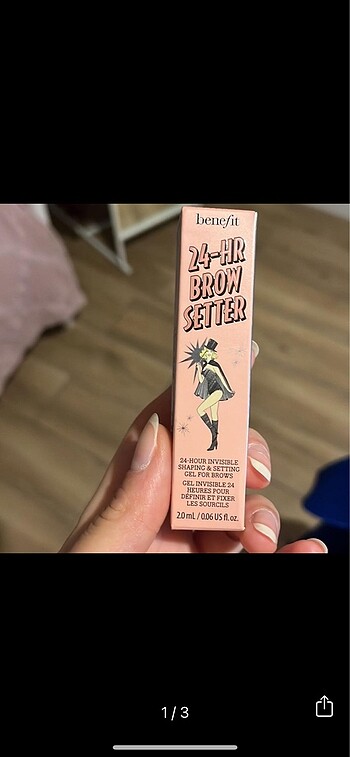 benefit
24-HR
BROW
SETTER
24-HOUR INVISIBLE
SHAPING & SETTING
GEL FOR BROWS
GEL INVISIBLE 24
HEURES POUR
DÉFINIR ET FIXER
LES SOURCILS
2.0 mL / 0.06 US fl. oz.
1/3